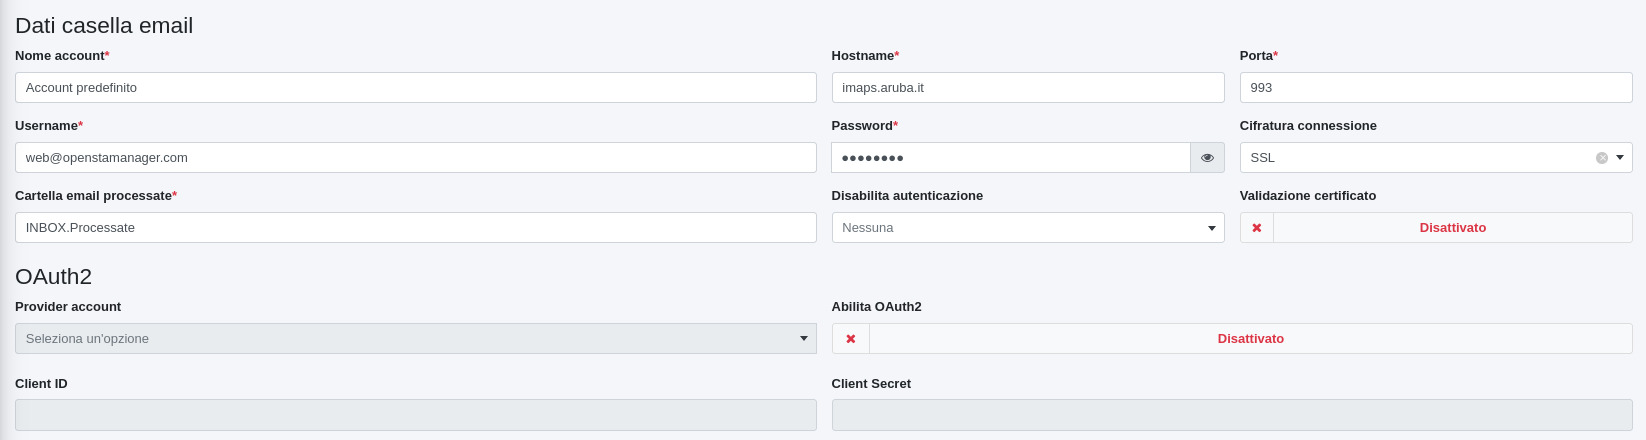 Dati casella email
Nome account*
Hostname*
Porta*
Account predefinito
imaps.aruba.it
993
Username*
Password*
Cifratura connessione
web@openstamanager.com
●●●●●●●●
SSL
Cartella email processate*
Disabilita autenticazione
Validazione certificato
INBOX.Processate
Nessuna
Disattivato
OAuth2
Provider account
Abilita OAuth2
Seleziona un'opzione
Disattivato
Client ID
Client Secret